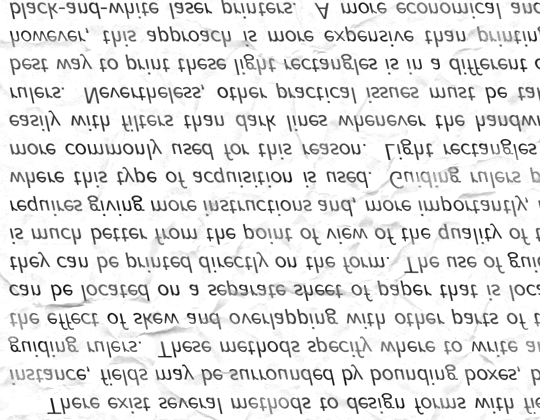 There exist several methods to design forms with fie
instance, fields may be surrounded by bounding boxes, b
guiding rulers. These methods specify where to write a
the effect of skew and overlapping with other parts of t
can be located on a separate sheet of paper that is loca
they can be printed directly on the form. The use of gui
is much better from the point of view of the quality of t
requires giving more instructions and, more importantly,
where this type of acquisition is used. Guiding rulers p
more commonly used for this reason. Light rectangles
easily with filters than dark lines whenever the handw
rulers. Nevertheless, other practical issues must be ta
best way to print these light rectangles is in a different c
however, this approach is more expensive than printin
black-and-white laser printers. A more economical and